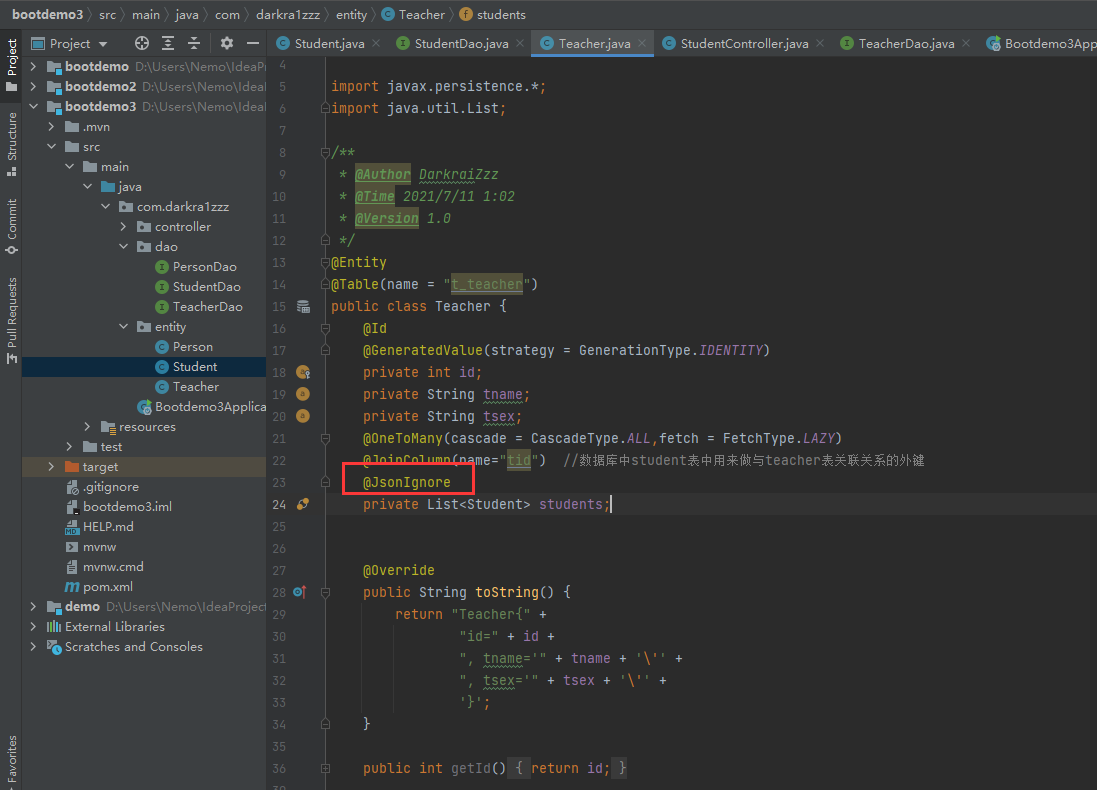 bootdemo3 src main java com darkra1zzz entity Teacher students
Project
Student.java StudentDao.java Teacher.java StudentController.java TeacherDao.java Bootdemo3App
Project
Structure
Commit
Pull Requests
Favorites
bootdemo D:\Users\Nemo\IdeaPr
bootdemo2 D:\Users\Nemo\Idea
bootdemo3 D:\Users\Nemo\Ideal
.mvn
src
main
java
com.darkra1zzz
controller
dao
PersonDao
StudentDao
TeacherDao
entity
Person
Student
Teacher
Bootdemo3Applica
resources
test
target
.gitignore
bootdemo3.iml
HELP.md
mvnw
mvnw.cmd
pom.xml
demo D:\Users\Nemo\IdeaProject
External Libraries
Scratches and Consoles
4
5 import javax.persistence.*;
6 import java.util.List;
7
8 /**
9 * @Author DarkraiZzz
10 * @Time 2021/7/11 1:02
11 * @Version 1.0
12 */
13 @Entity
14 @Table(name = "t_teacher")
15 public class Teacher {
16 @Id
17 @GeneratedValue(strategy = GenerationType.IDENTITY)
18 private int id;
19 private String tname;
20 private String tsex;
21 @OneToMany(cascade = CascadeType.ALL,fetch = FetchType.LAZY)
22 @JoinColumn(name="tid") //数据库中student表中用来做与teacher表关联关系的外键
23 @JsonIgnore
24 private List<Student> students;
25
26
27 @Override
28 public String toString() {
29 return "Teacher{" +
30 "id=" + id +
31 ", tname='" + tname + '\'' +
32 ", tsex='" + tsex + '\'' +
33 '}';
34 }
35
36 public int getId() { return id; }